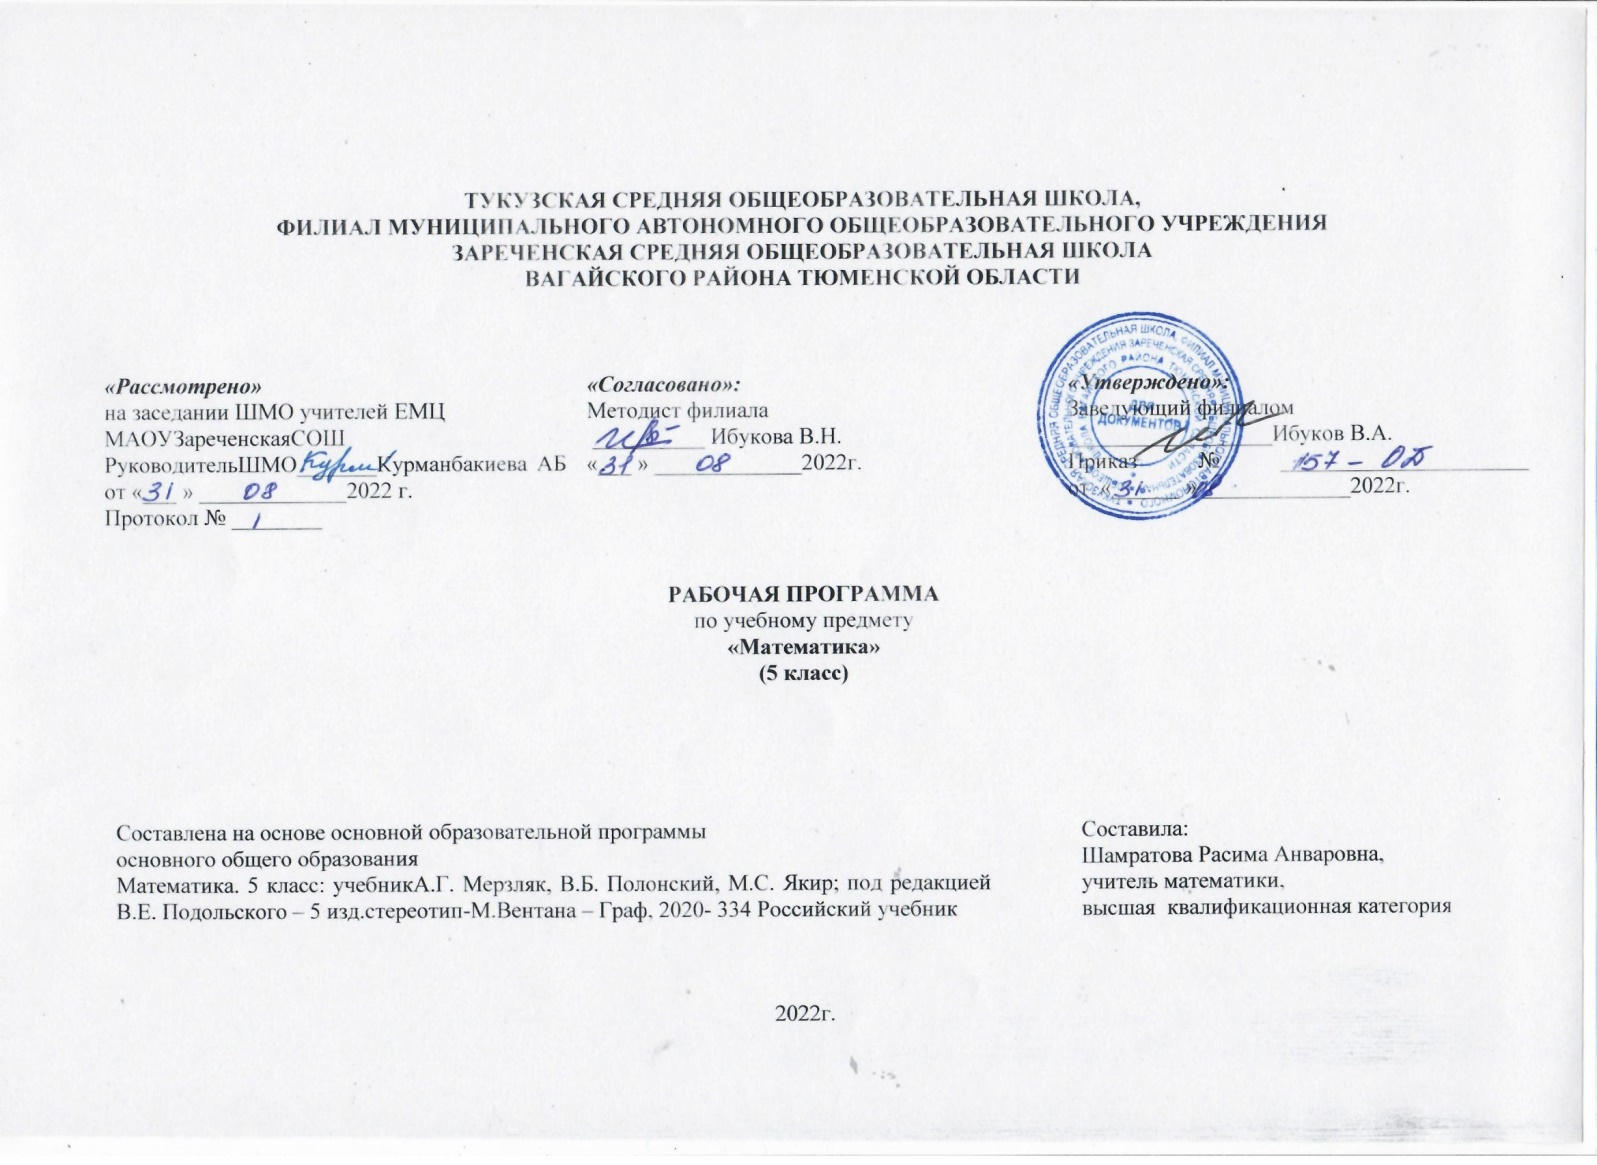 ТУКУЗСКАЯ СРЕДНЯЯ ОБЩЕОБРАЗОВАТЕЛЬНАЯ ШКОЛА,
ФИЛИАЛ МУНИЦИПАЛЬНОГО АВТОНОМНОГО ОБЩЕОБРАЗОВАТЕЛЬНОГО УЧРЕЖДЕНИЯ
ЗАРЕЧЕНСКАЯ СРЕДНЯЯ ОБЩЕОБРАЗОВАТЕЛЬНАЯ ШКОЛА
ВАГАЙСКОГО РАЙОНА ТЮМЕНСКОЙ ОБЛАСТИ
«Рассмотрено»
на заседании ШМО учителей ЕМЦ
МАОУЗареченскаяСОШ
РуководительШМО Курманбакиева АБ
от «31 » 08 2022 г.
Протокол № 1
«Согласовано»:
Методист филиала
Ибукова В.Н.
«31» 08 2022г.
«Утверждено»:
Заведующий филиалом
Ибуков В.А.
Приказ № 157 – ОД
от «31» 2022г.
ДЛЯ
ДОКУМЕНТОВ
РАБОЧАЯ ПРОГРАММА
по учебному предмету
«Математика»
(5 класс)
Составлена на основе основной образовательной программы
основного общего образования
Математика. 5 класс: учебникА.Г. Мерзляк, В.Б. Полонский, М.С. Якир; под редакцией
В.Е. Подольского – 5 изд.стереотип-М.Вентана – Граф, 2020- 334 Российский учебник
Составила:
Шамратова Расима Анваровна,
учитель математики,
высшая квалификационная категория
2022г.